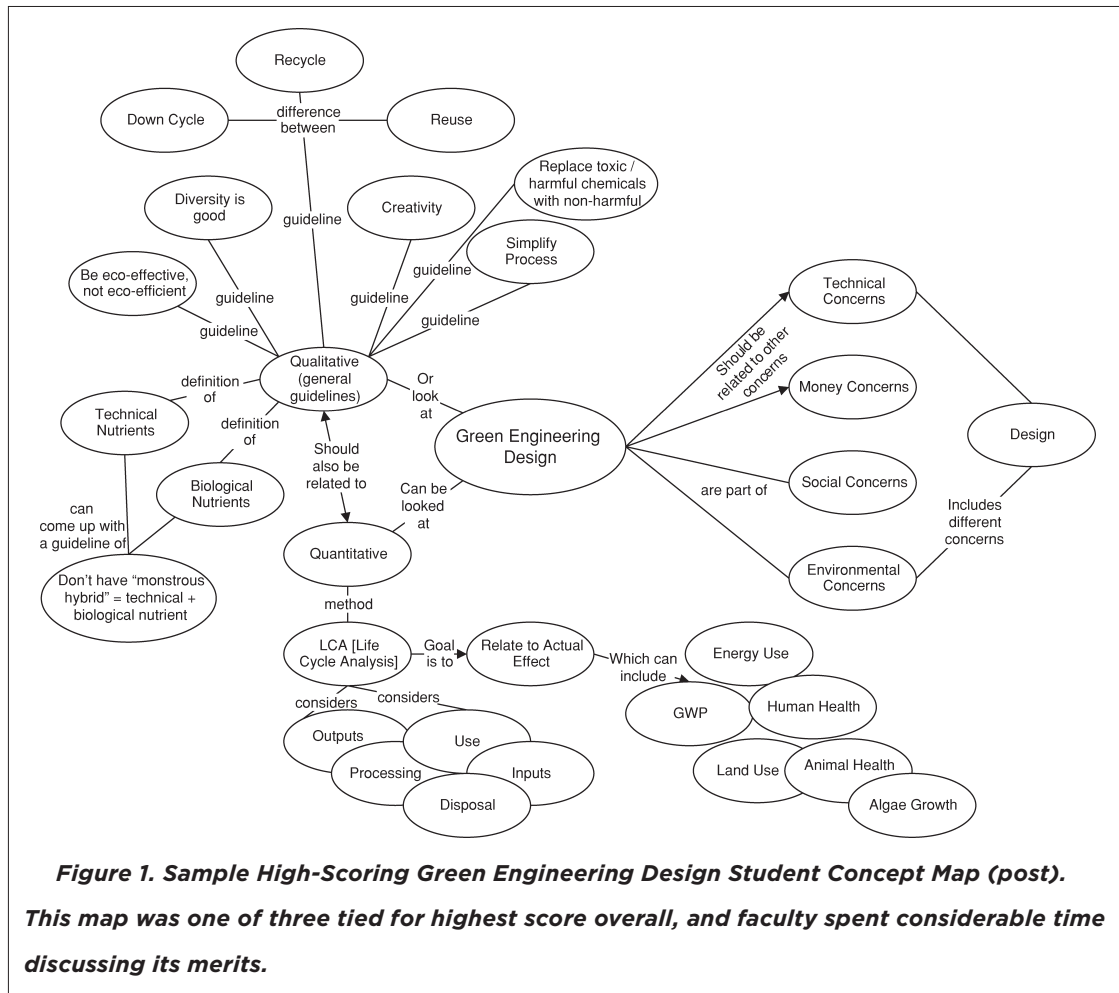 Recycle
Down Cycle
difference
between
Reuse
Diversity is
good
guideline
Creativity
Replace toxic /
harmful chemicals
with non-harmful
Simplify
Process
Be eco-effective,
not eco-efficient
guideline
guideline
guideline
guideline
guideline
Qualitative
(general
guidelines)
definition
of
Technical
Nutrients
definition
of
Biological
Nutrients
can
come up with
a guideline of
Don't have “monstrous
hybrid” = technical +
biological nutrient
Or
look
at
Should
also be
related to
Green Engineering
Design
Can be
looked
at
Quantitative
method
Technical
Concerns
Should be
related to other
concerns
Money Concerns
Design
Social Concerns
are part of
Includes
different
concerns
Environmental
Concerns
LCA [Life
Cycle Analysis]
Goal
is to
Relate to Actual
Effect
Which can
include
Energy Use
GWP
Human Health
Land Use
Animal Health
Algae Growth
considers
considers
Outputs
Use
Processing
Inputs
Disposal
Figure 1. Sample High-Scoring Green Engineering Design Student Concept Map (post).
This map was one of three tied for highest score overall, and faculty spent considerable time
discussing its merits.